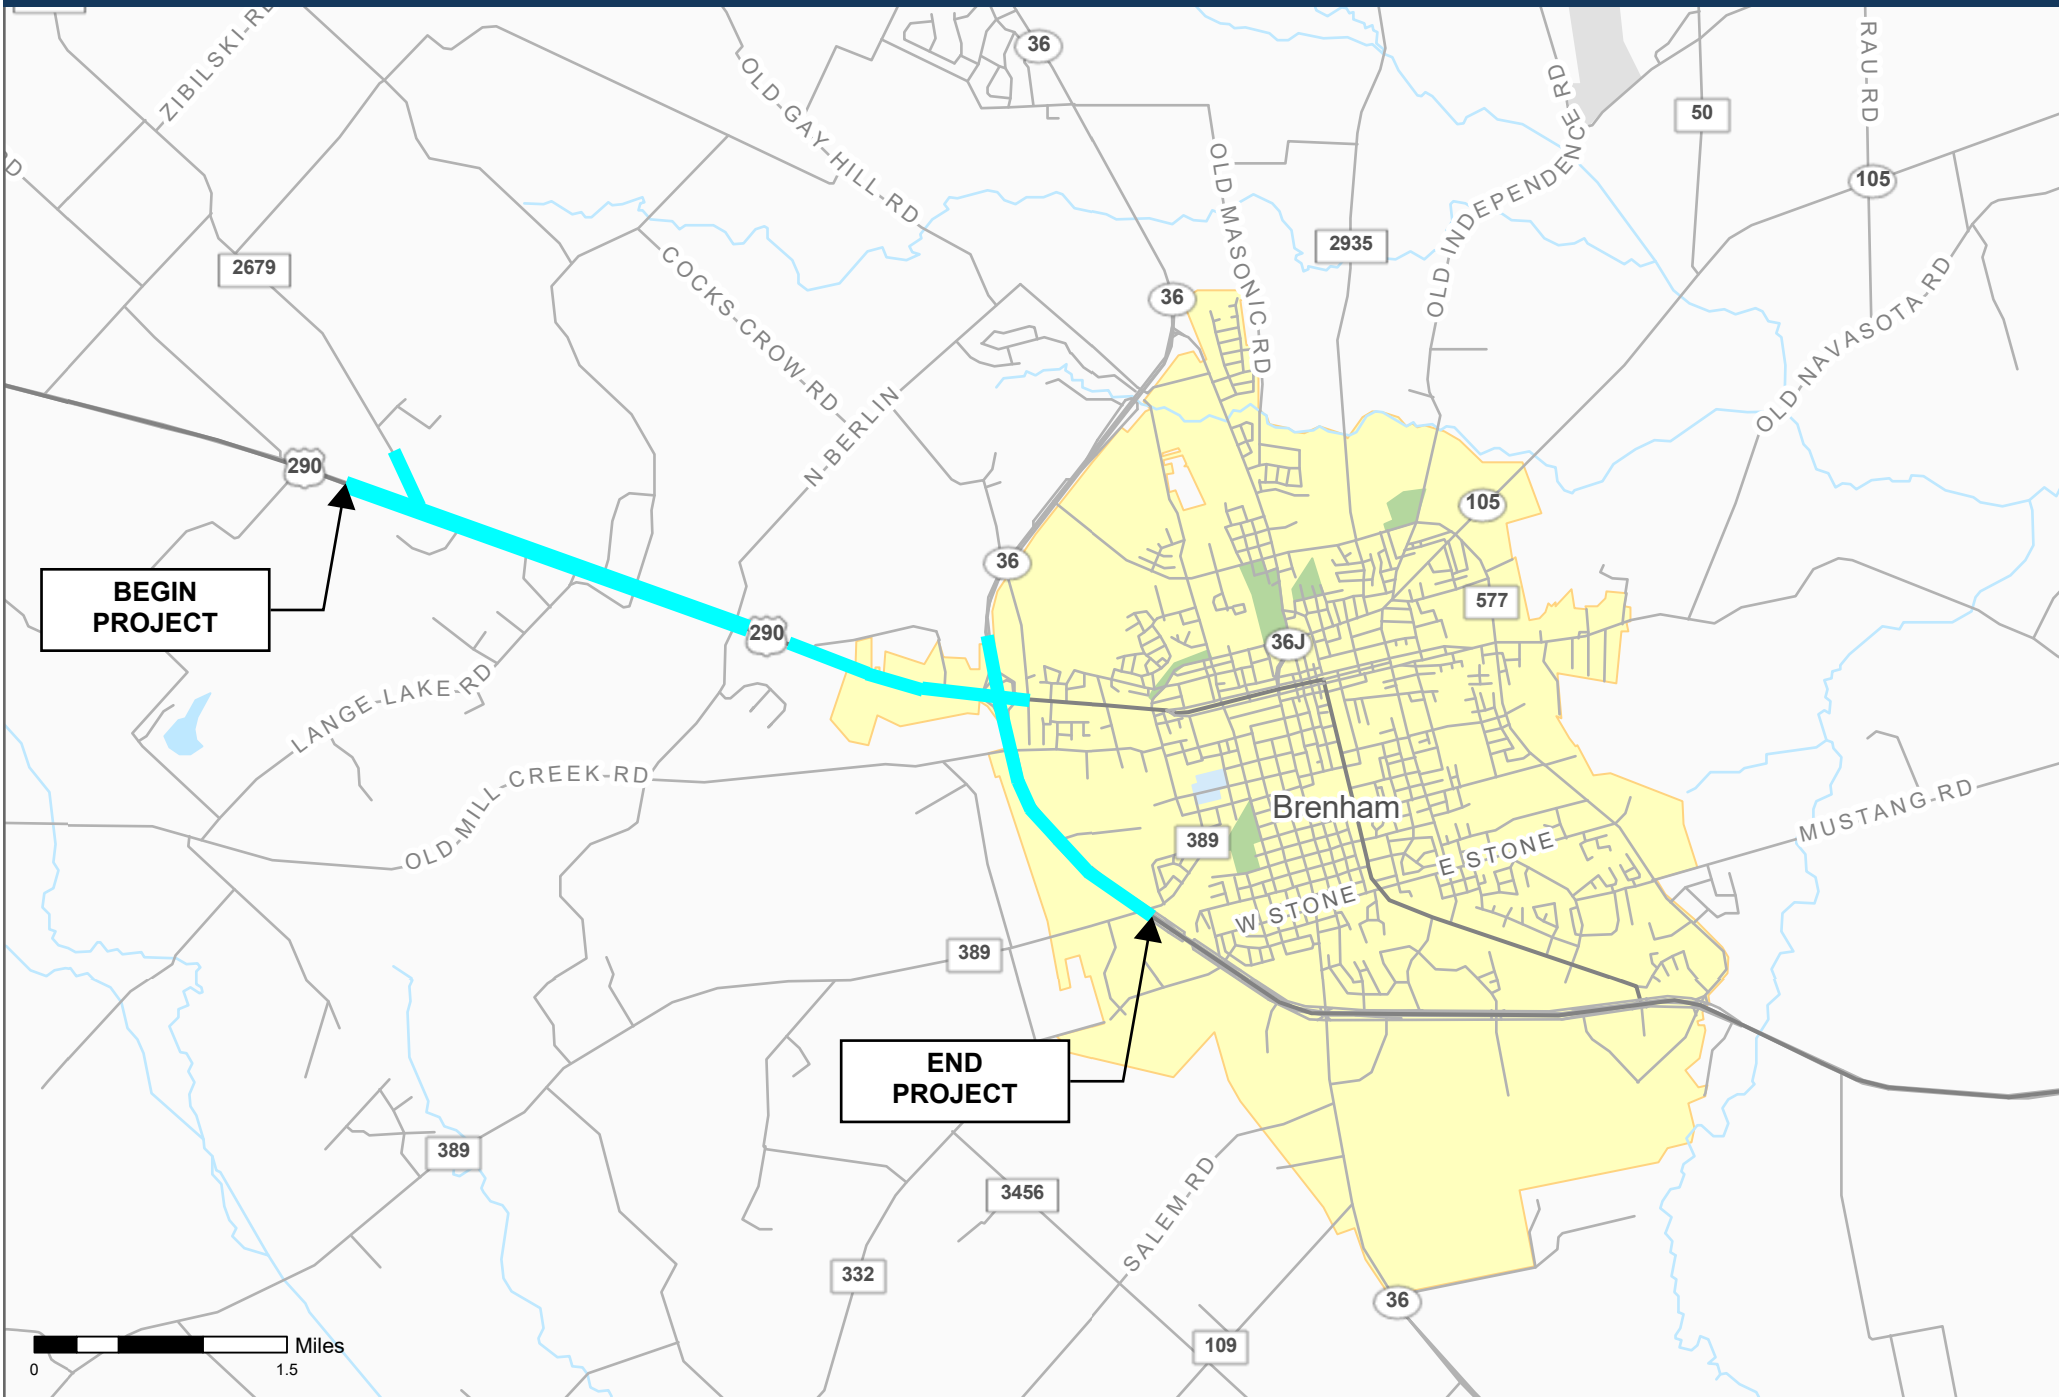 ZIBILSKI-RD
36
OLD-GAY-HILL-RD
OLD-MASONIC-RD
OLD-INDEPENDENCE-RD
50
RAU-RD
105
2935
2679
COCKS-CROW-RD
36
OLD-NAVASOTA-RD
N-BERLIN
290
105
36
BEGIN
PROJECT
577
290
36J
LANGE-LAKE-RD
OLD-MILL-CREEK-RD
Brenham
MUSTANG-RD
389
E STONE
W-STONE
389
END
PROJECT
389
3456
SALEM-RD
332
36
109
Miles
0
1.5